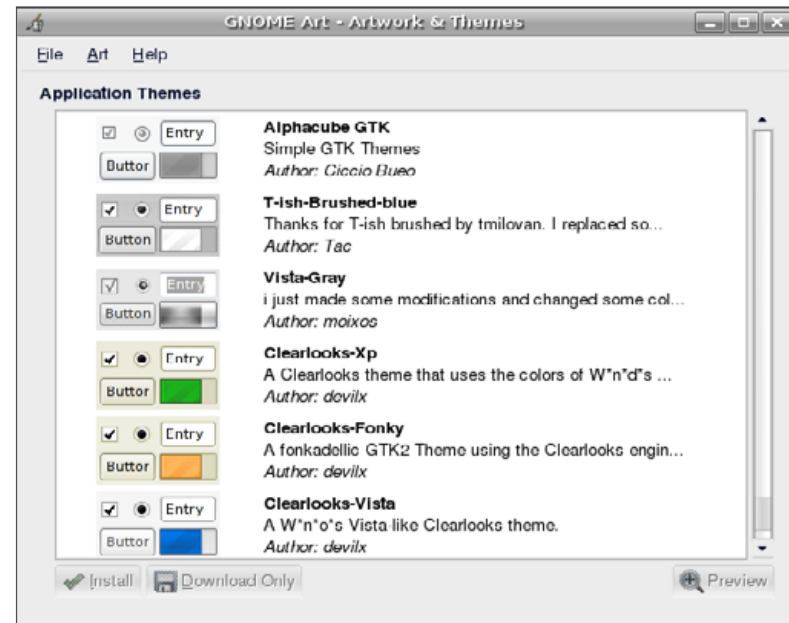 GNOME Art - Artwork & Themes
File Art Help
Application Themes
Entry
Button
Alphacube GTK
Simple GTK Themes
Author: Ciccio Bueo
Entry
Button
T-ish-Brushed-blue
Thanks for T-ish brushed by tmilovan. I replaced so...
Author: Tac
Entry
Button
Vista-Gray
i just made some modifications and changed some col...
Author: moixos
Entry
Button
Clearlooks-Xp
A Clearlooks theme that uses the colors of W*n*d*s ...
Author: devilx
Entry
Button
Clearlooks-Fonky
A fonkadellic GTK2 Theme using the Clearlooks engin...
Author: devilx
Entry
Button
Clearlooks-Vista
A W*n*o*s Vista-like Clearlooks theme.
Author: devilx
Install Download Only Preview